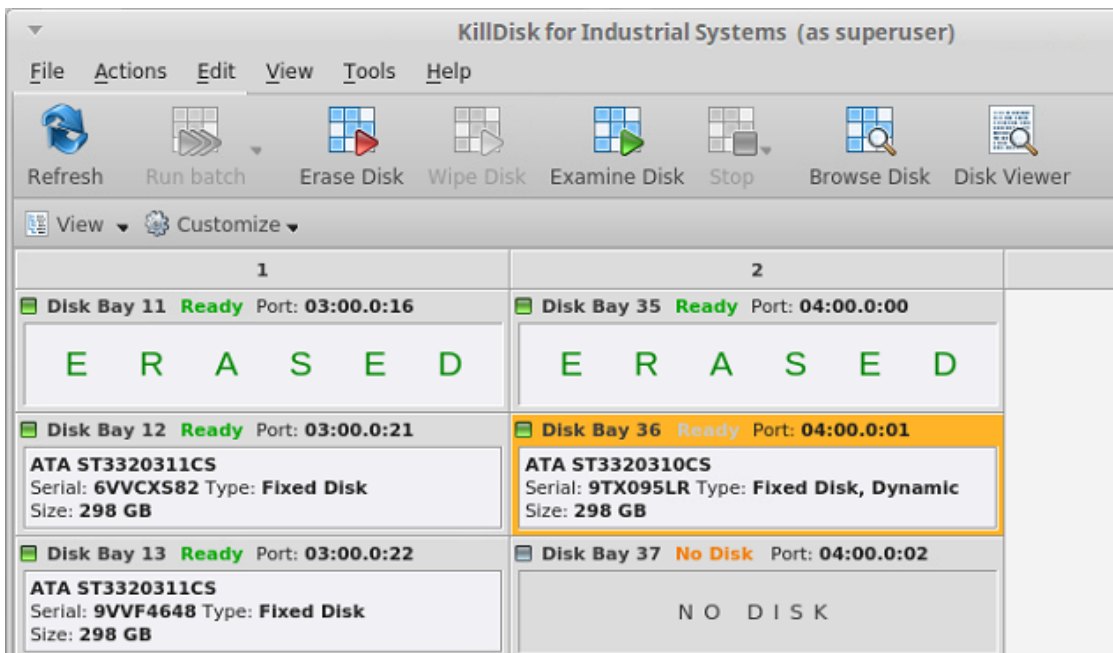 KillDisk for Industrial Systems (as superuser)
File Actions Edit View Tools Help
Refresh Run batch Erase Disk Wipe Disk Examine Disk Stop Browse Disk Disk Viewer
View Customize
1 2
Disk Bay 11 Ready Port: 03:00.0:16
E R A S E D
Disk Bay 12 Ready Port: 03:00.0:21
ATA ST3320311CS
Serial: 6VVCXS82 Type: Fixed Disk
Size: 298 GB
Disk Bay 13 Ready Port: 03:00.0:22
ATA ST3320311CS
Serial: 9VVF4648 Type: Fixed Disk
Size: 298 GB
Disk Bay 35 Ready Port: 04:00.0:00
E R A S E D
Disk Bay 36 Ready Port: 04:00.0:01
ATA ST3320310CS
Serial: 9TX095LR Type: Fixed Disk, Dynamic
Size: 298 GB
Disk Bay 37 No Disk Port: 04:00.0:02
N O D I S K